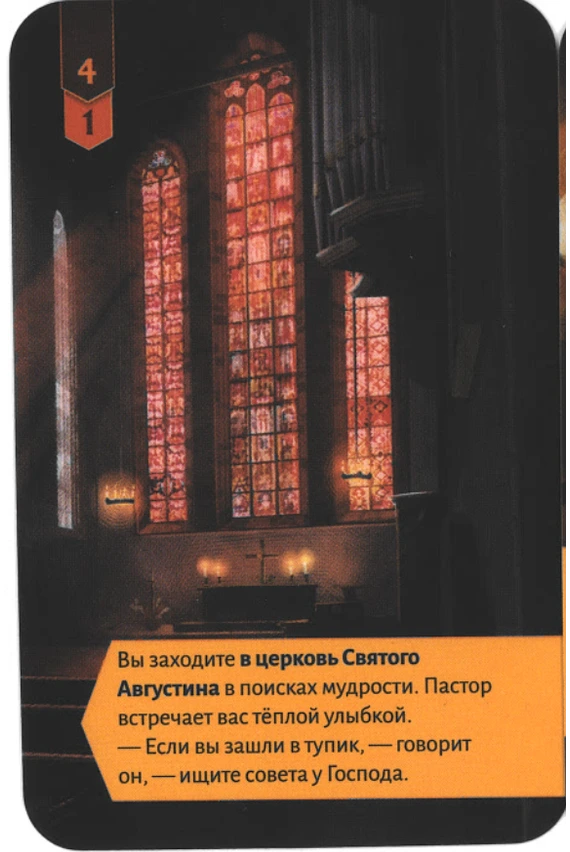 4
1
Вы заходите в церковь Святого
Августина в поисках мудрости. Пастор
встречает вас тёплой улыбкой.
— Если вы зашли в тупик, — говорит
он, — ищите совета у Господа.